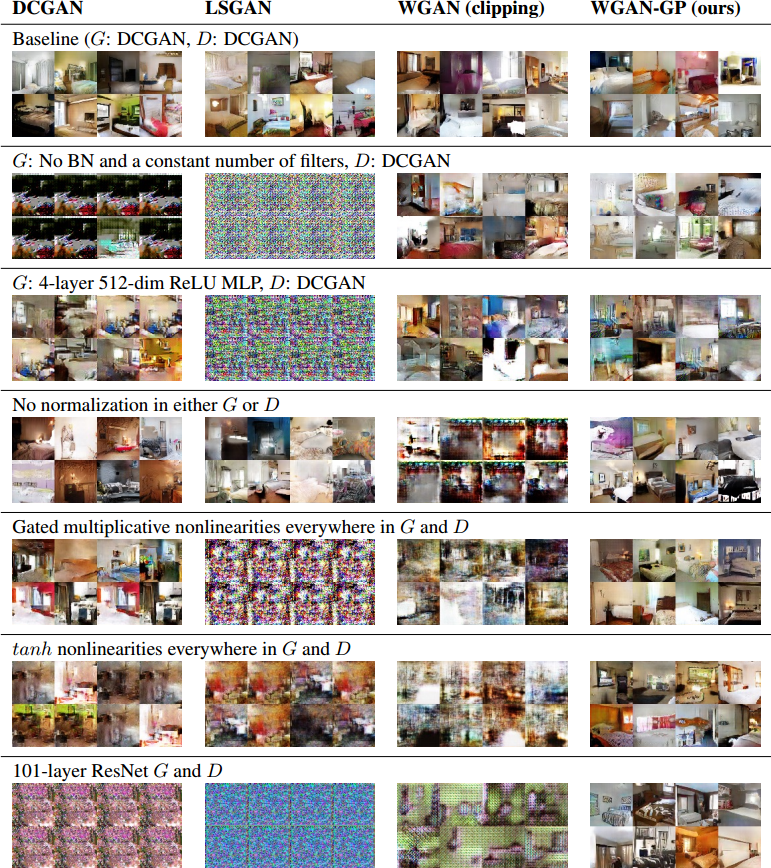 DCGAN LSGAN WGAN (clipping) WGAN-GP (ours)
Baseline (G: DCGAN, D: DCGAN)
G: No BN and a constant number of filters, D: DCGAN
G: 4-layer 512-dim ReLU MLP, D: DCGAN
No normalization in either G or D
Gated multiplicative nonlinearities everywhere in G and D
tanh nonlinearities everywhere in G and D
101-layer ResNet G and D